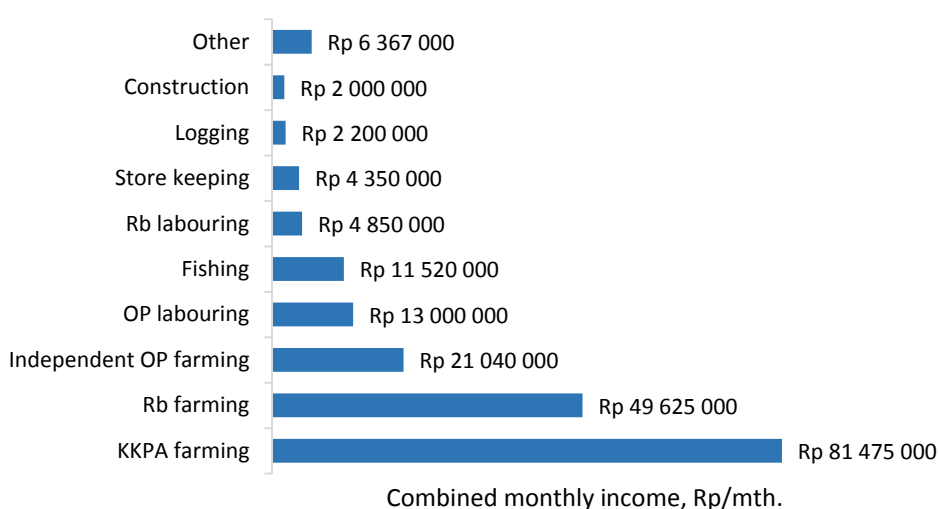 Other Rp 6 367 000
Construction Rp 2 000 000
Logging Rp 2 200 000
Store keeping Rp 4 350 000
Rb labouring Rp 4 850 000
Fishing Rp 11 520 000
OP labouring Rp 13 000 000
Independent OP farming Rp 21 040 000
Rb farming Rp 49 625 000
KKPA farming Rp 81 475 000
Combined monthly income, Rp/mth.